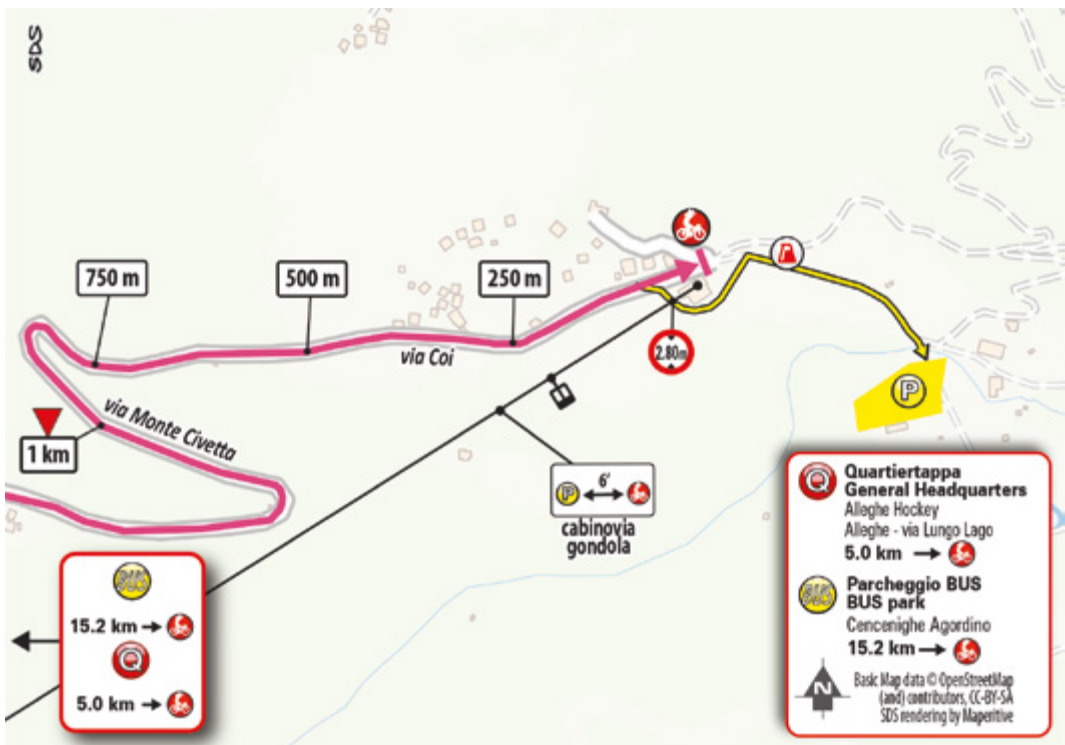 SDS
750 m
500 m
250 m
via Coi
2.80m
via Monte Civetta
1 km
P
P 6'
cabinovia
gondola
BUS
15.2 km
Q
5.0 km
Q Quartiertappa
General Headquarters
Alleghe Hockey
Alleghe - via Lungo Lago
5.0 km
BUS Parcheggio BUS
BUS park
Cencenighe Agordino
15.2 km
N
Basic Map data © OpenStreetMap
(and) contributors, CC-BY-SA
SDS rendering by Maperitive